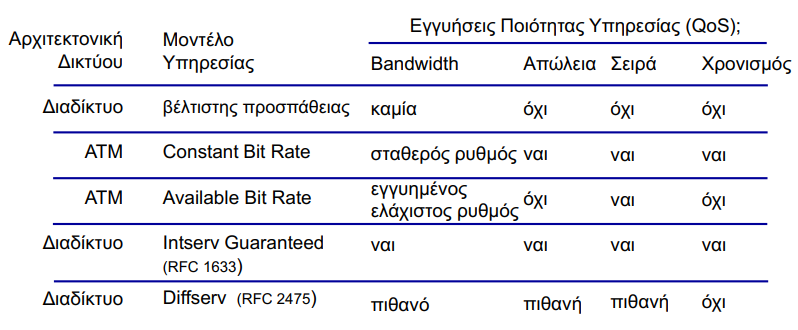 Εγγυήσεις Ποιότητας Υπηρεσίας (QoS);
Αρχιτεκτονική Δικτύου Μοντέλο Υπηρεσίας Bandwidth Απώλεια Σειρά Χρονισμός
Διαδίκτυο βέλτιστης προσπάθειας καμία όχι όχι όχι
ATM Constant Bit Rate σταθερός ρυθμός ναι ναι ναι
ATM Available Bit Rate εγγυημένος ελάχιστος ρυθμός όχι ναι όχι
Διαδίκτυο Intserv Guaranteed (RFC 1633) ναι ναι ναι ναι
Διαδίκτυο Diffserv (RFC 2475) πιθανό πιθανή πιθανή όχι